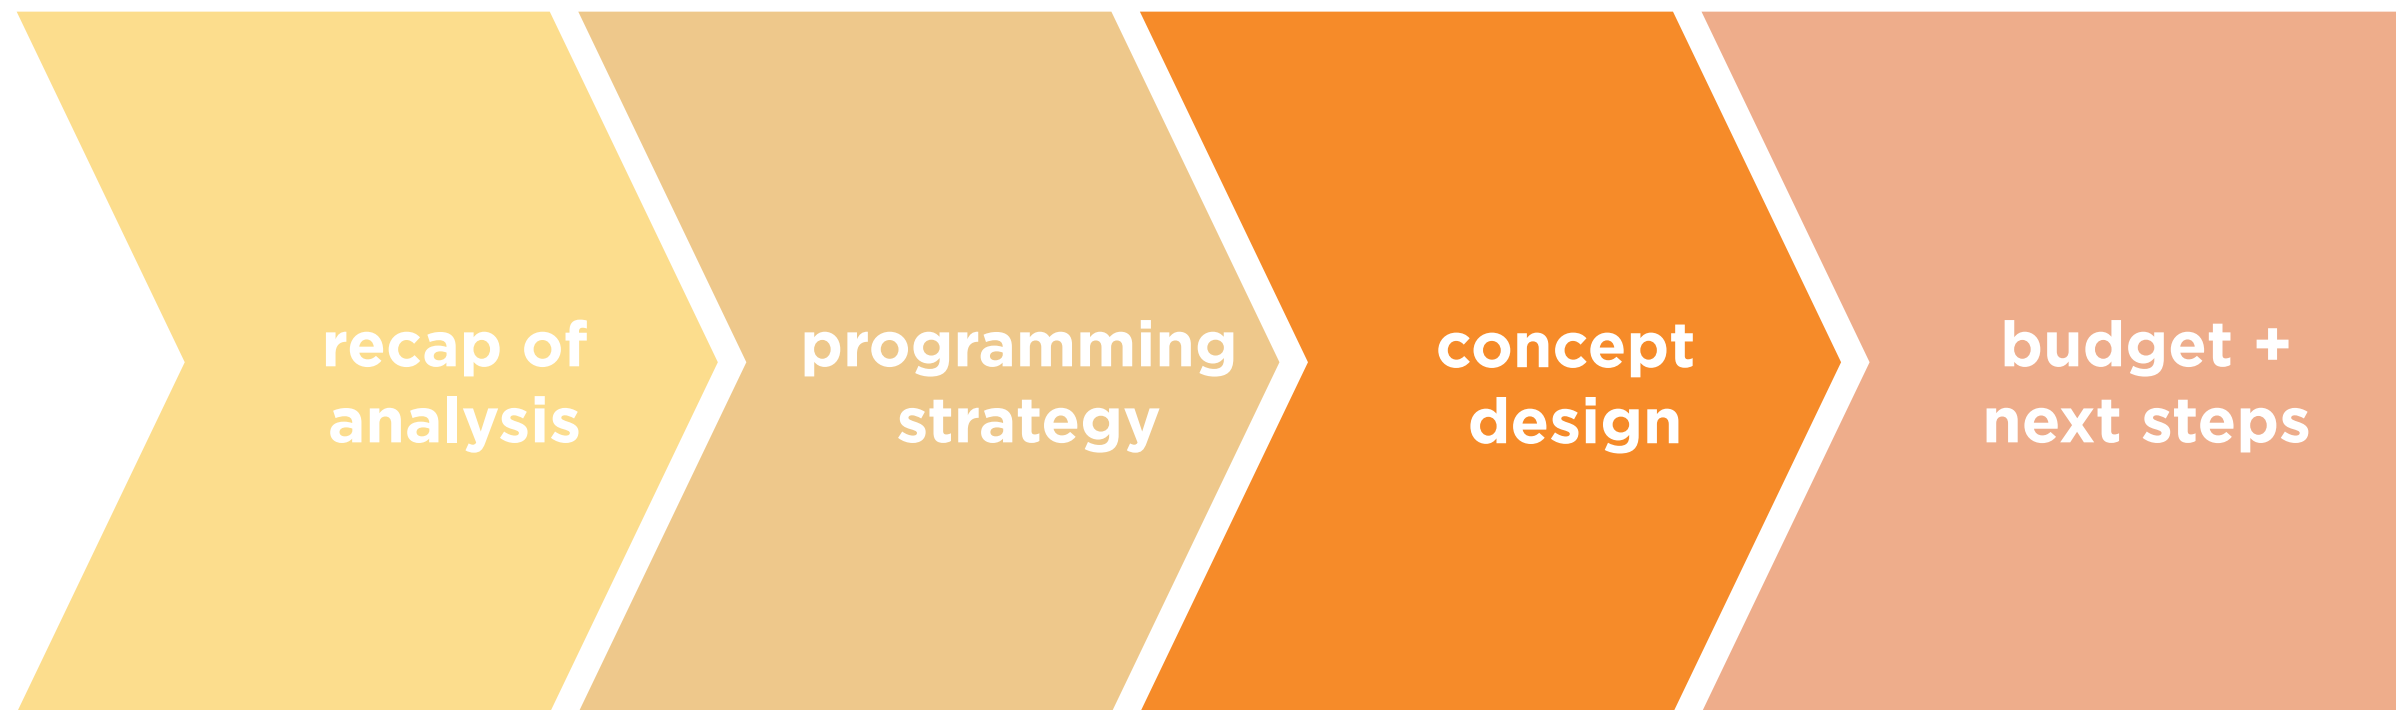 recap of
analysis
programming
strategy
concept
design
budget +
next steps